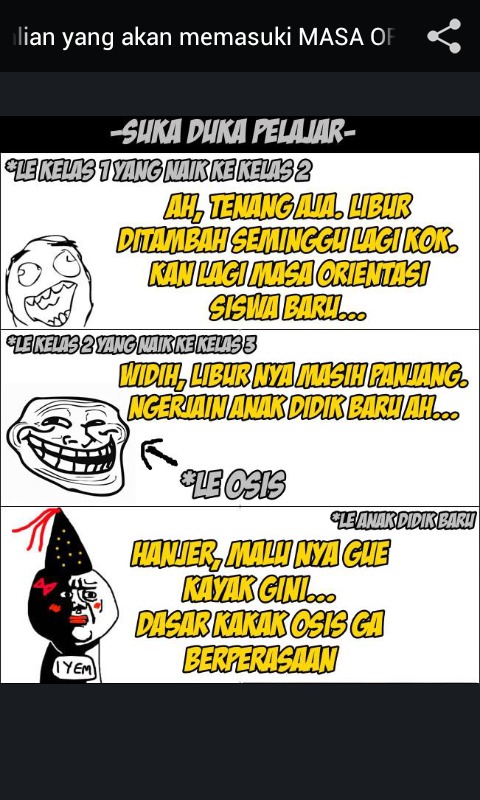 lian yang akan memasuki MASA OR
-SUKA DUKA PELAJAR-
*LE KELAS 1 YANG NAIK KE KELAS 2
AH, TENANG AJA. LIBUR
DITAMBAH SEMINGGU LAGI KOK.
KAN LAGI MASA ORIENTASI
SISWA BARU...
*LE KELAS 2 YANG NAIK KE KELAS 3
WIDIH, LIBUR NYA MASIH PANJANG.
NGERJAIN ANAK DIDIK BARU AH...
*LE OSIS
*LE ANAK DIDIK BARU
HANJER, MALU NYA GUE
KAYAK GINI...
DASAR KAKAK OSIS GA
BERPERASAAN
IYEM